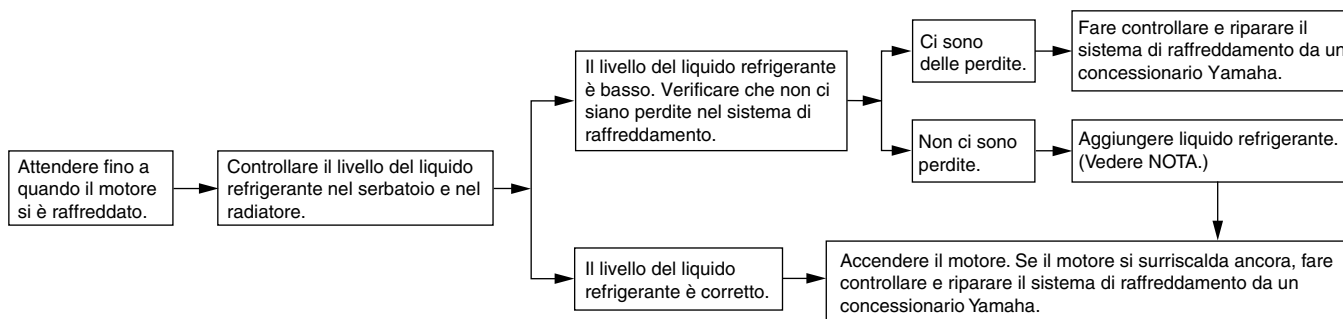 Attendere fino a
quando il motore
si è raffreddato.
Controllare il livello del liquido
refrigerante nel serbatoio e nel
radiatore.
Il livello del liquido refrigerante
è basso. Verificare che non ci
siano perdite nel sistema di
raffreddamento.
Ci sono
delle perdite.
Fare controllare e riparare il
sistema di raffreddamento da un
concessionario Yamaha.
Non ci sono
perdite.
Aggiungere liquido refrigerante.
(Vedere NOTA.)
Il livello del liquido
refrigerante è corretto.
Accendere il motore. Se il motore si surriscalda ancora, fare
controllare e riparare il sistema di raffreddamento da un
concessionario Yamaha.